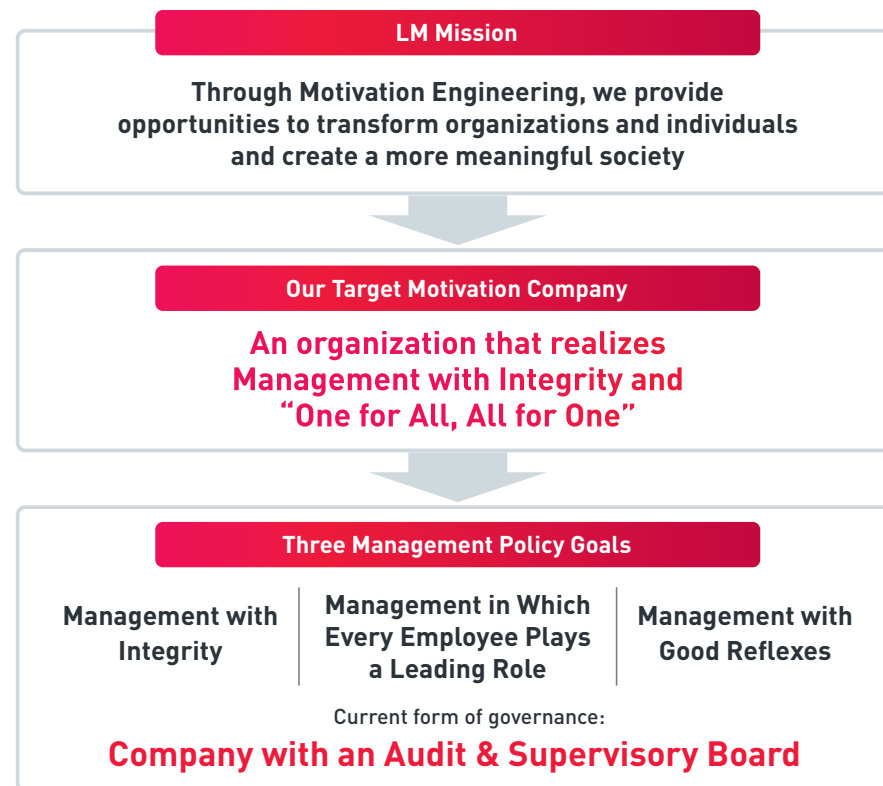 LM Mission
Through Motivation Engineering, we provide
opportunities to transform organizations and individuals
and create a more meaningful society
Our Target Motivation Company
An organization that realizes
Management with Integrity and
“One for All, All for One”
Three Management Policy Goals
Management with
Integrity
Management in Which
Every Employee Plays
a Leading Role
Management with
Good Reflexes
Current form of governance:
Company with an Audit & Supervisory Board